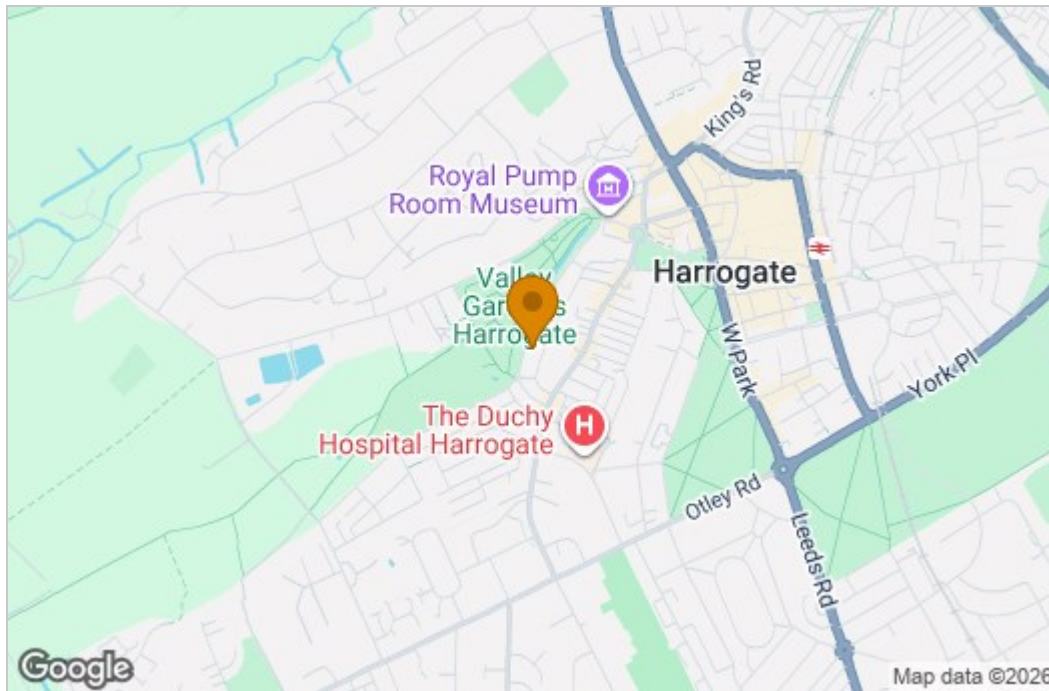 King's Rd
Royal Pump
Room Museum
Harrogate
Valley
Gardens
Harrogate
W Park
York Pl
The Duchy
Hospital Harrogate
H
Otley Rd
Leeds Rd
Google
Map data ©2026